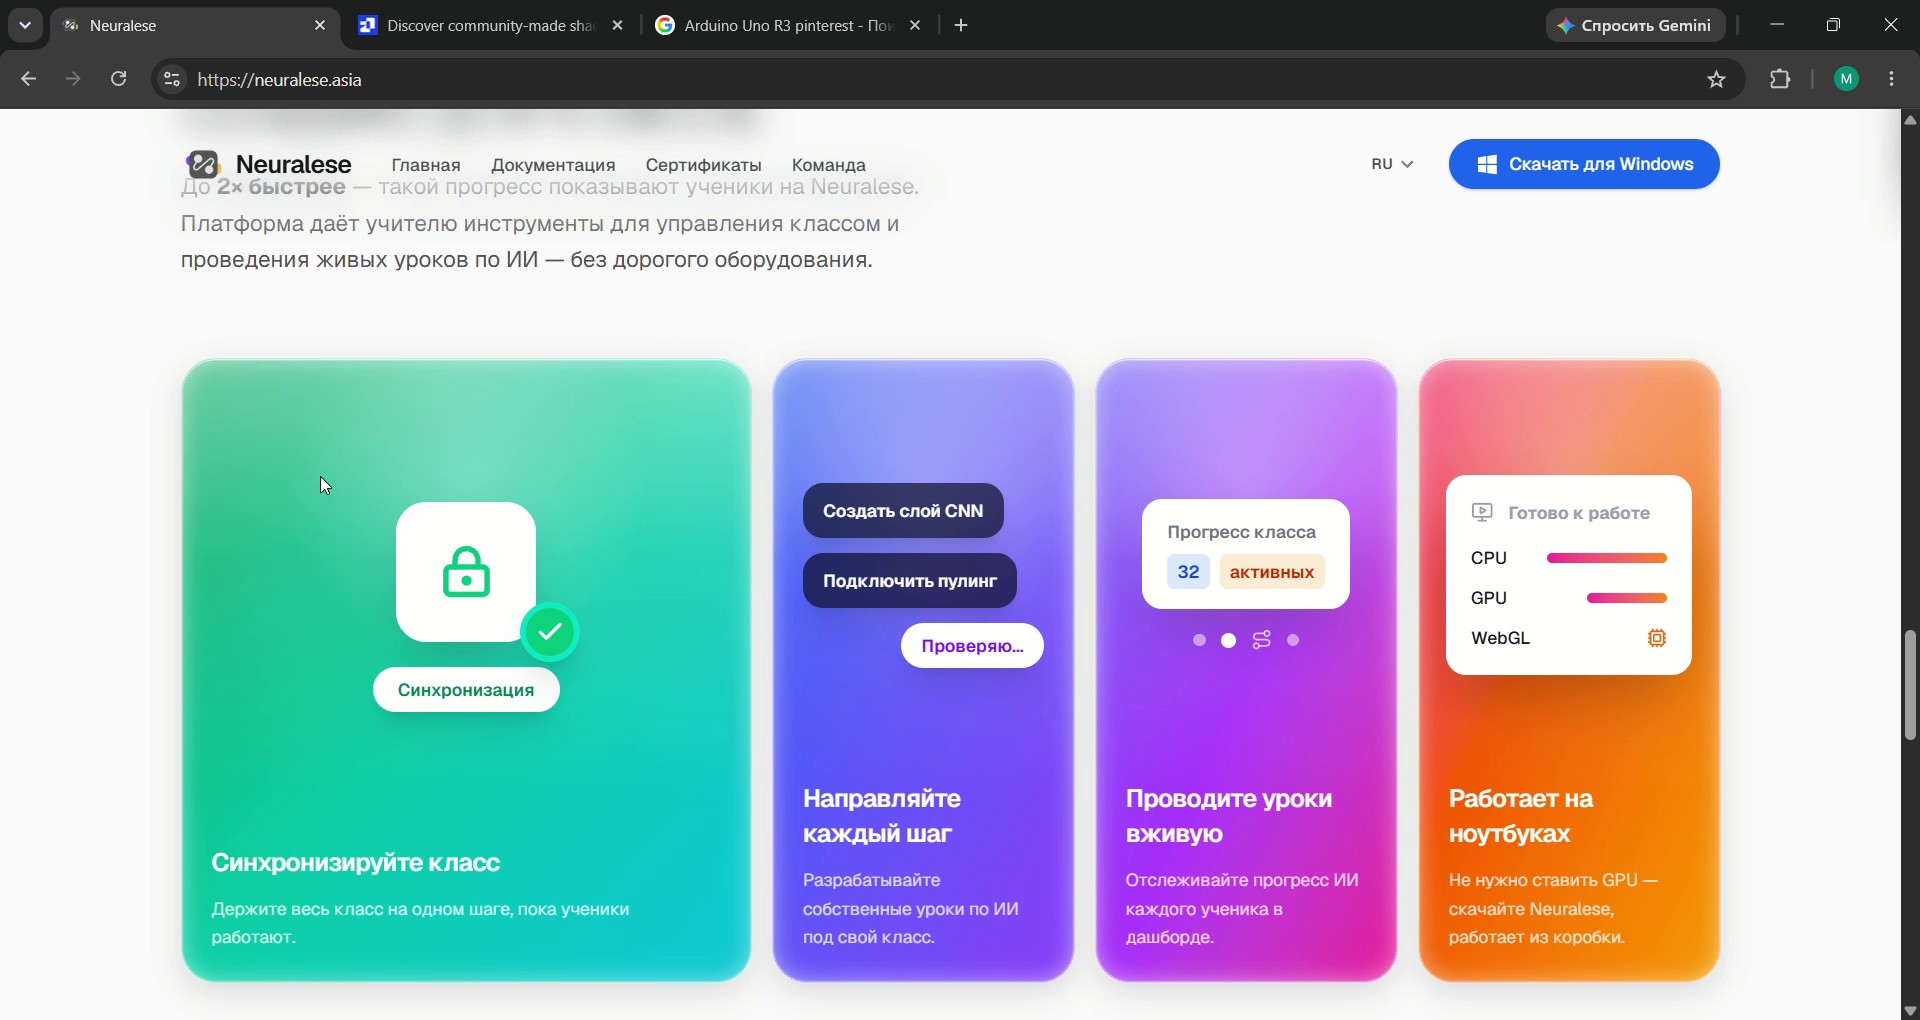 Neuralese
Discover community-made sha
Arduino Uno R3 pinterest - Пои
Спросить Gemini
https://neuralese.asia
M
Neuralese
Главная
Документация
Сертификаты
Команда
RU
Скачать для Windows
До 2× быстрее — такой прогресс показывают ученики на Neuralese.
Платформа даёт учителю инструменты для управления классом и
проведения живых уроков по ИИ — без дорогого оборудования.
Синхронизация
Синхронизируйте класс
Держите весь класс на одном шаге, пока ученики
работают.
Создать слой CNN
Подключить пулинг
Проверяю...
Направляйте
каждый шаг
Разрабатывайте
собственные уроки по ИИ
под свой класс.
Прогресс класса
32 активных
Проводите уроки
вживую
Отслеживайте прогресс ИИ
каждого ученика в
дашборде.
Готово к работе
CPU
GPU
WebGL
Работает на
ноутбуках
Не нужно ставить GPU —
скачайте Neuralese,
работает из коробки.